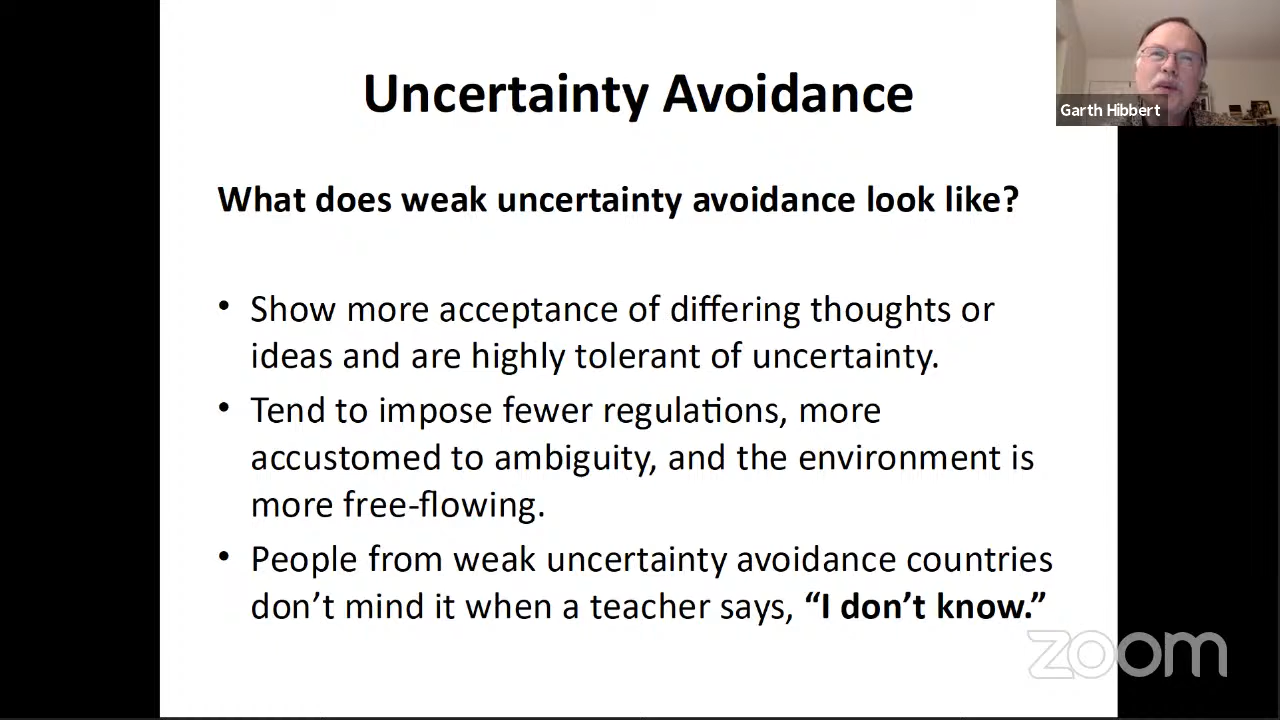 Uncertainty Avoidance
Garth Hibbert
What does weak uncertainty avoidance look like?
• Show more acceptance of differing thoughts or
ideas and are highly tolerant of uncertainty.
• Tend to impose fewer regulations, more
accustomed to ambiguity, and the environment is
more free-flowing.
• People from weak uncertainty avoidance countries
don’t mind it when a teacher says, “I don’t know.”
zoom